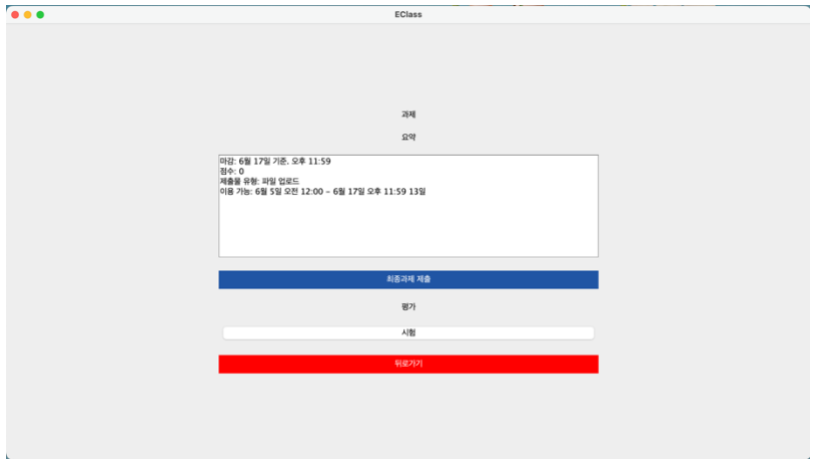 EClass
과제
요약
마감: 6월 17일 기준, 오후 11:59
점수: 0
제출물 유형: 파일 업로드
이용 가능: 6월 5일 오전 12:00 – 6월 17일 오후 11:59 13일
최종과제 제출
평가
시험
뒤로가기